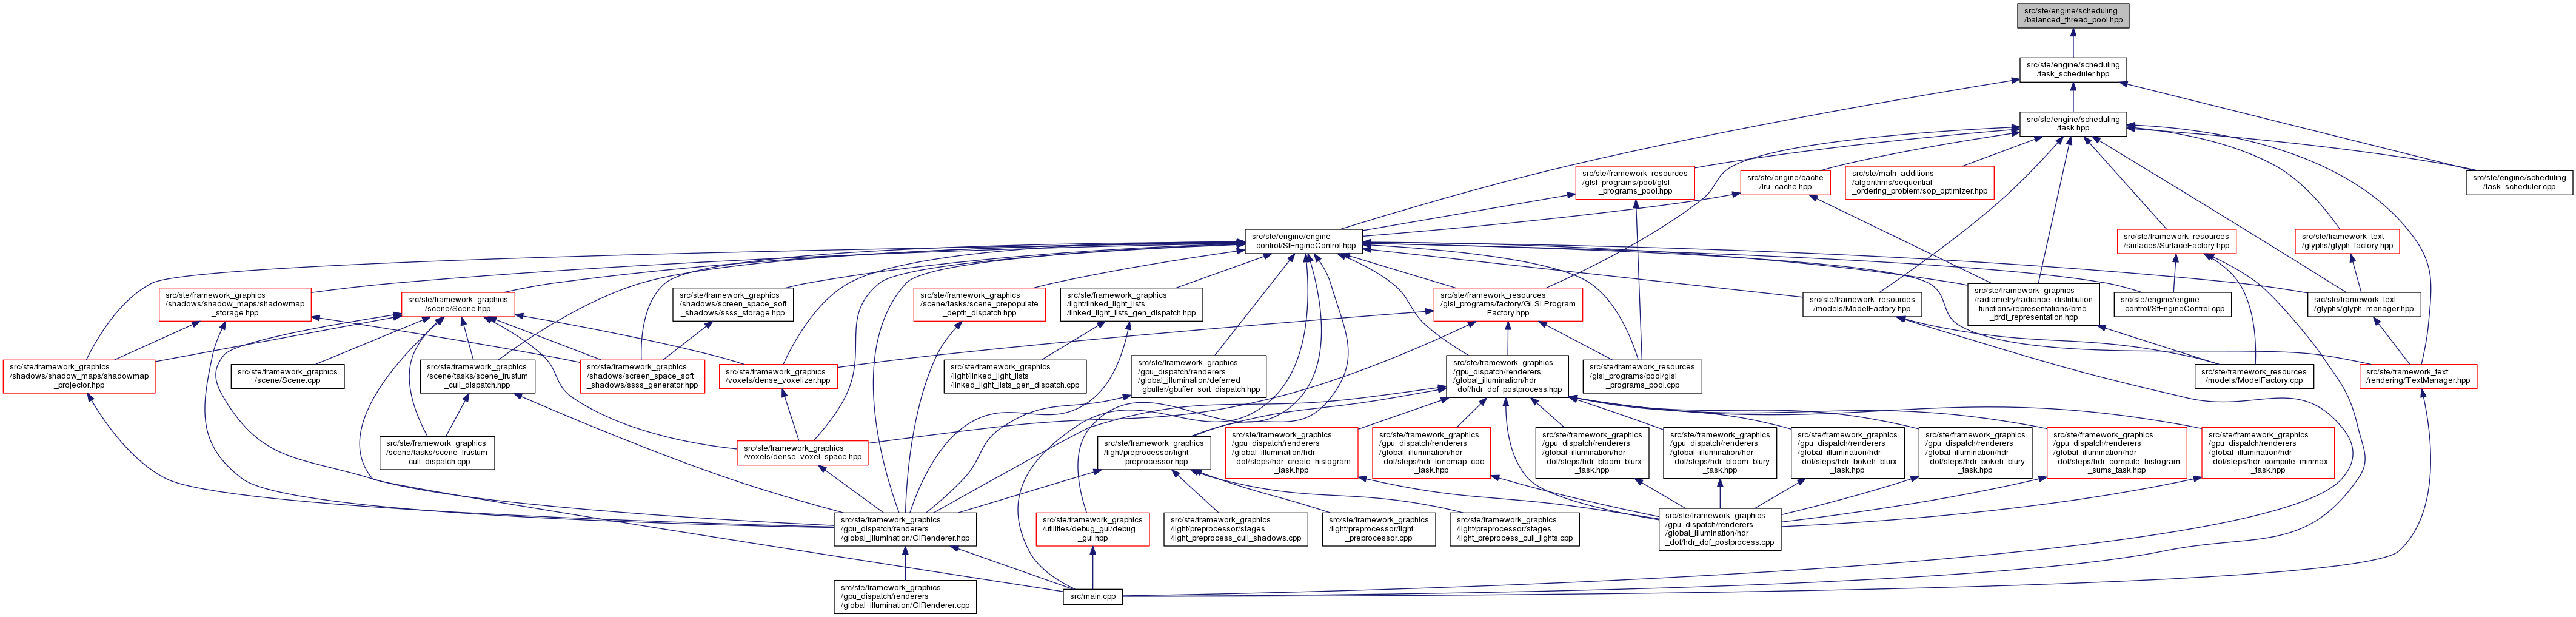 src/ste/engine/scheduling
/balanced_thread_pool.hpp
src/ste/engine/scheduling
/task_scheduler.hpp
src/ste/engine/scheduling
/task.hpp
src/ste/framework_resources
/glsl_programs/pool/glsl
_programs_pool.hpp
src/ste/engine/cache
/lru_cache.hpp
src/ste/math_additions
/algorithms/sequential
_ordering_problem/sop_optimizer.hpp
src/ste/engine/scheduling
/task_scheduler.cpp
src/ste/engine/engine
_control/StEngineControl.hpp
src/ste/framework_resources
/surfaces/SurfaceFactory.hpp
src/ste/framework_text
/glyphs/glyph_factory.hpp
src/ste/framework_graphics
/shadows/shadow_maps/shadowmap
_storage.hpp
src/ste/framework_graphics
/scene/Scene.hpp
src/ste/framework_graphics
/shadows/screen_space_soft
_shadows/ssss_storage.hpp
src/ste/framework_graphics
/scene/tasks/scene_prepopulate
_depth_dispatch.hpp
src/ste/framework_graphics
/light/linked_light_lists
/linked_light_lists_gen_dispatch.hpp
src/ste/framework_resources
/glsl_programs/factory/GLSLProgram
Factory.hpp
src/ste/framework_resources
/models/ModelFactory.hpp
src/ste/framework_graphics
/radiometry/radiance_distribution
_functions/representations/bme
_brdf_representation.hpp
src/ste/engine/engine
_control/StEngineControl.cpp
src/ste/framework_text
/glyphs/glyph_manager.hpp
src/ste/framework_graphics
/shadows/shadow_maps/shadowmap
_projector.hpp
src/ste/framework_graphics
/scene/Scene.cpp
src/ste/framework_graphics
/scene/tasks/scene_frustum
_cull_dispatch.hpp
src/ste/framework_graphics
/shadows/screen_space_soft
_shadows/ssss_generator.hpp
src/ste/framework_graphics
/voxels/dense_voxelizer.hpp
src/ste/framework_graphics
/light/linked_light_lists
/linked_light_lists_gen_dispatch.cpp
src/ste/framework_graphics
/gpu_dispatch/renderers
/global_illumination/deferred
_gbuffer/gbuffer_sort_dispatch.hpp
src/ste/framework_graphics
/gpu_dispatch/renderers
/global_illumination/hdr
_dof/hdr_dof_postprocess.hpp
src/ste/framework_resources
/glsl_programs/pool/glsl
_programs_pool.cpp
src/ste/framework_resources
/models/ModelFactory.cpp
src/ste/framework_text
/rendering/TextManager.hpp
src/ste/framework_graphics
/scene/tasks/scene_frustum
_cull_dispatch.cpp
src/ste/framework_graphics
/voxels/dense_voxel_space.hpp
src/ste/framework_graphics
/light/preprocessor/light
_preprocessor.hpp
src/ste/framework_graphics
/gpu_dispatch/renderers
/global_illumination/hdr
_dof/steps/hdr_create_histogram
_task.hpp
src/ste/framework_graphics
/gpu_dispatch/renderers
/global_illumination/hdr
_dof/steps/hdr_tonemap_coc
_task.hpp
src/ste/framework_graphics
/gpu_dispatch/renderers
/global_illumination/hdr
_dof/steps/hdr_bloom_blurx
_task.hpp
src/ste/framework_graphics
/gpu_dispatch/renderers
/global_illumination/hdr
_dof/steps/hdr_bloom_blury
_task.hpp
src/ste/framework_graphics
/gpu_dispatch/renderers
/global_illumination/hdr
_dof/steps/hdr_bokeh_blurx
_task.hpp
src/ste/framework_graphics
/gpu_dispatch/renderers
/global_illumination/hdr
_dof/steps/hdr_bokeh_blury
_task.hpp
src/ste/framework_graphics
/gpu_dispatch/renderers
/global_illumination/hdr
_dof/steps/hdr_compute_histogram
_sums_task.hpp
src/ste/framework_graphics
/gpu_dispatch/renderers
/global_illumination/hdr
_dof/steps/hdr_compute_minmax
_task.hpp
src/ste/framework_graphics
/gpu_dispatch/renderers
/global_illumination/GIRenderer.hpp
src/ste/framework_graphics
/utilities/debug_gui/debug
_gui.hpp
src/ste/framework_graphics
/light/preprocessor/stages
/light_preprocess_cull_shadows.cpp
src/ste/framework_graphics
/light/preprocessor/light
_preprocessor.cpp
src/ste/framework_graphics
/light/preprocessor/stages
/light_preprocess_cull_lights.cpp
src/ste/framework_graphics
/gpu_dispatch/renderers
/global_illumination/hdr
_dof/hdr_dof_postprocess.cpp
src/ste/framework_graphics
/gpu_dispatch/renderers
/global_illumination/GIRenderer.cpp
src/main.cpp